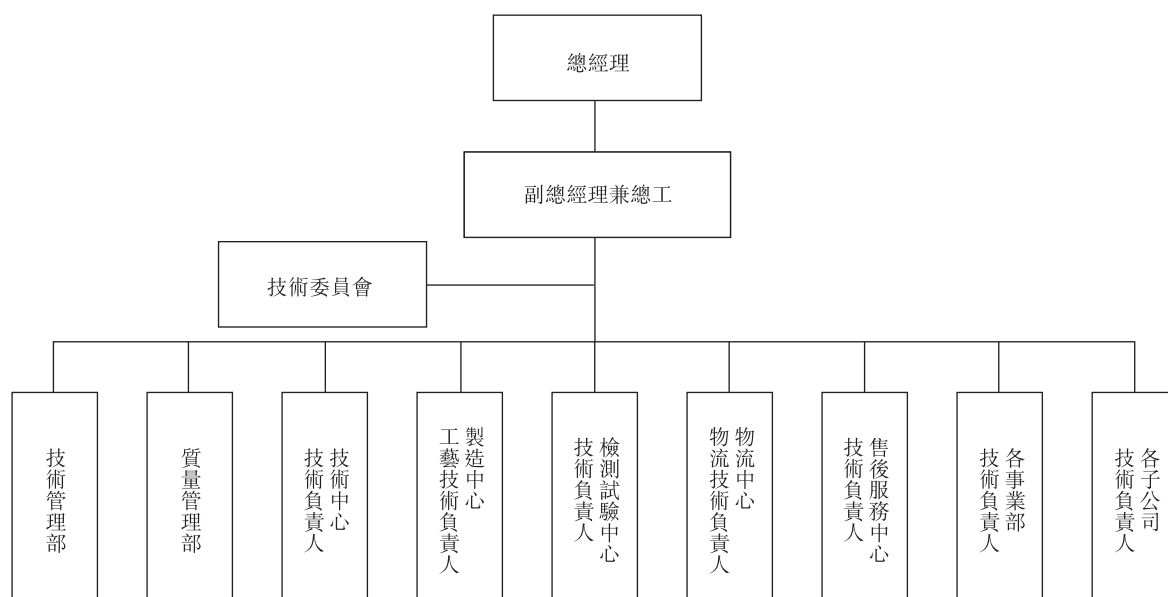 總經理
副總經理兼總工
技術委員會
技術管理部
質量管理部
技術中心
技術負責人
製造中心
工藝技術負責人
檢測試驗中心
技術負責人
物流中心
物流技術負責人
售後服務中心
技術負責人
各事業部
技術負責人
各子公司
技術負責人